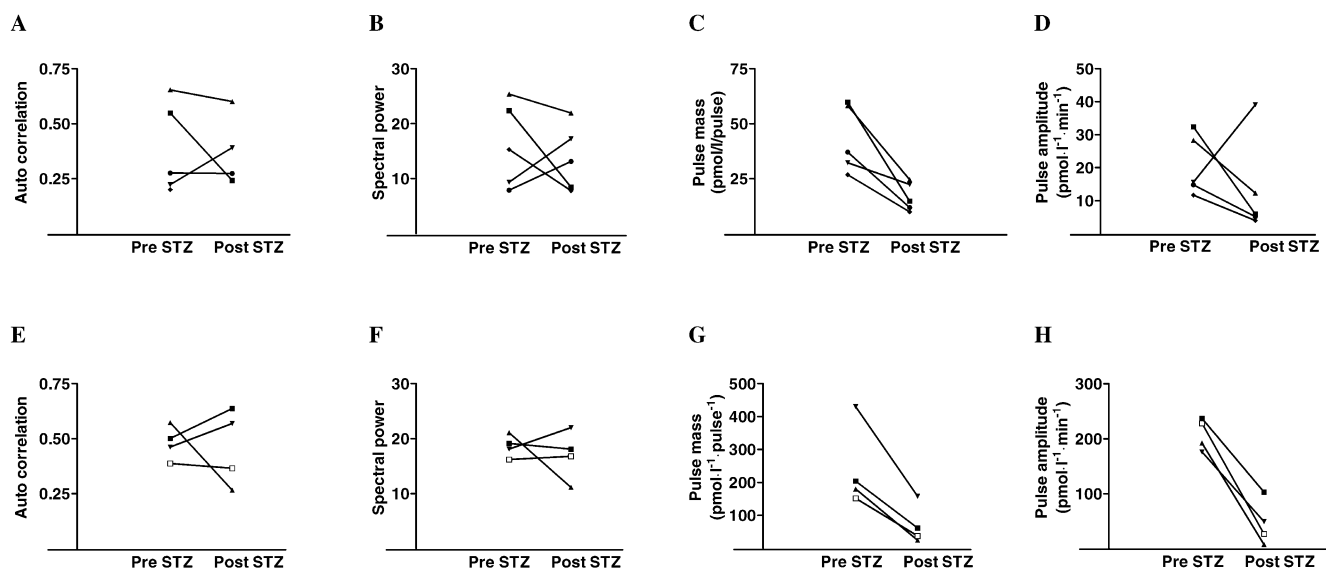 A
B
C
D
0.75
0.50
0.25
Auto correlation
Pre STZ
Post STZ
30
20
10
Spectral power
Pre STZ
Post STZ
75
50
25
Pulse mass
(pmol/l/pulse)
Pre STZ
Post STZ
50
40
30
20
10
Pulse amplitude
(pmol·l⁻¹·min⁻¹)
Pre STZ
Post STZ
E
F
G
H
0.75
0.50
0.25
Auto correlation
Pre STZ
Post STZ
30
20
10
Spectral power
Pre STZ
Post STZ
500
400
300
200
100
Pulse mass
(pmol·l⁻¹·pulse⁻¹)
Pre STZ
Post STZ
300
200
100
Pulse amplitude
(pmol·l⁻¹·min⁻¹)
Pre STZ
Post STZ